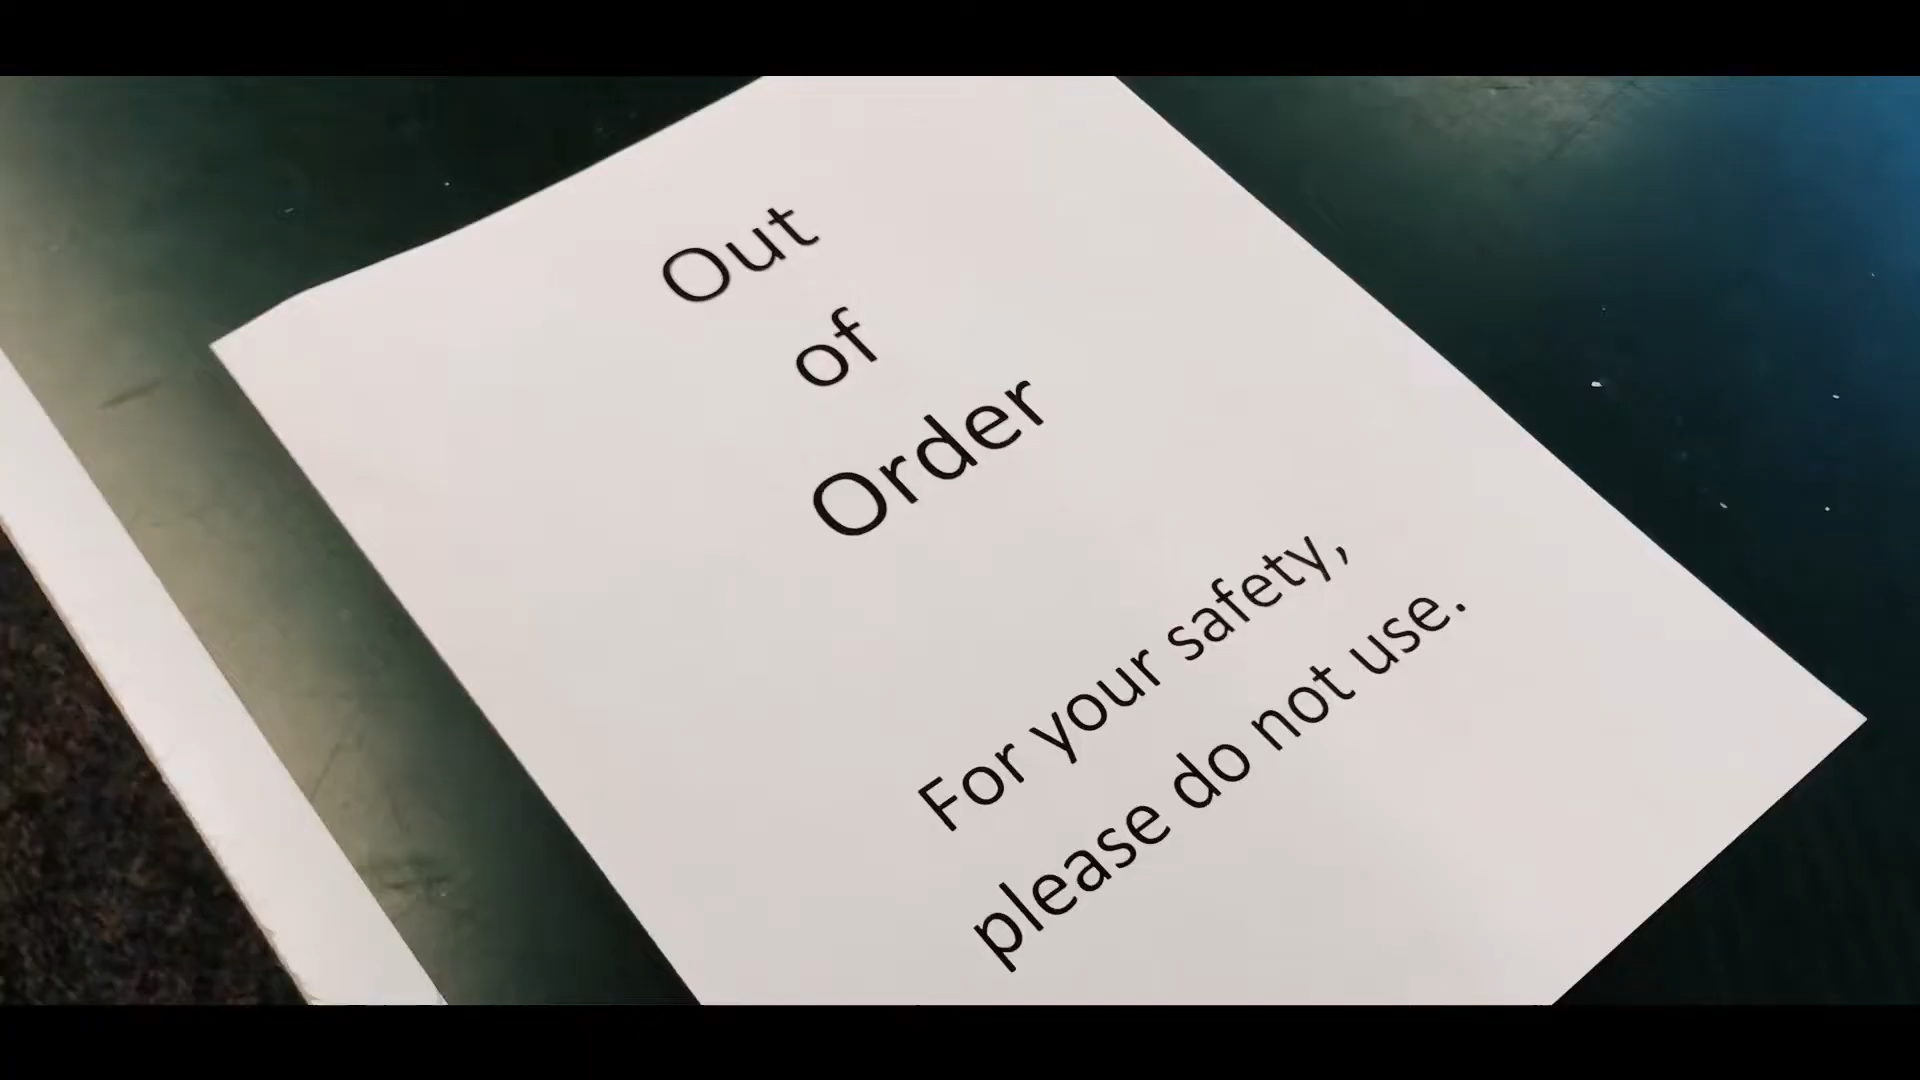 Out
of
Order
For your safety,
please do not use.